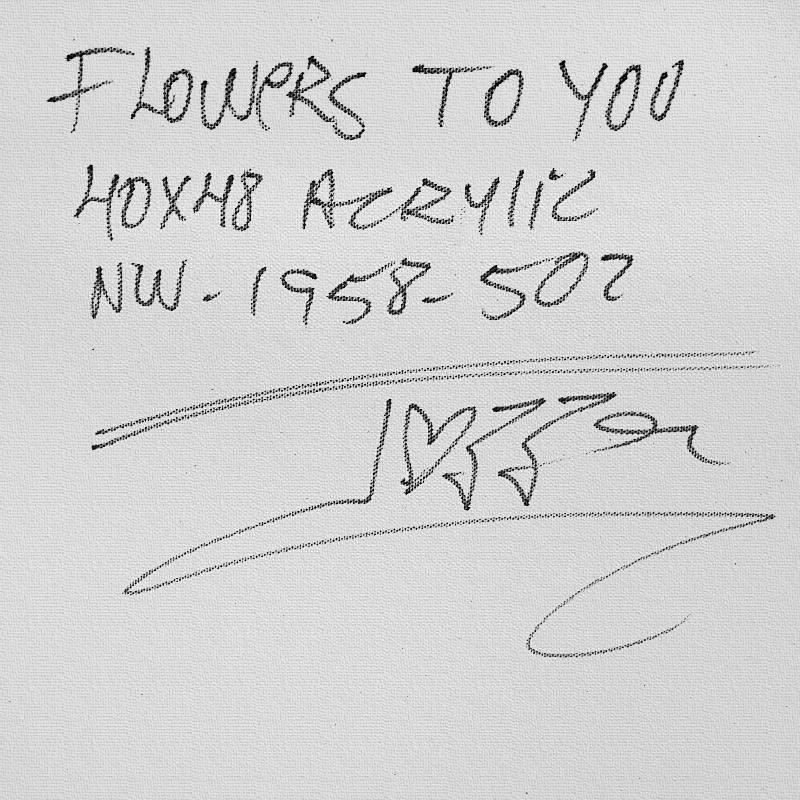 FLOWERS TO YOU
40X48 ACRYLIC
NW-1958-502